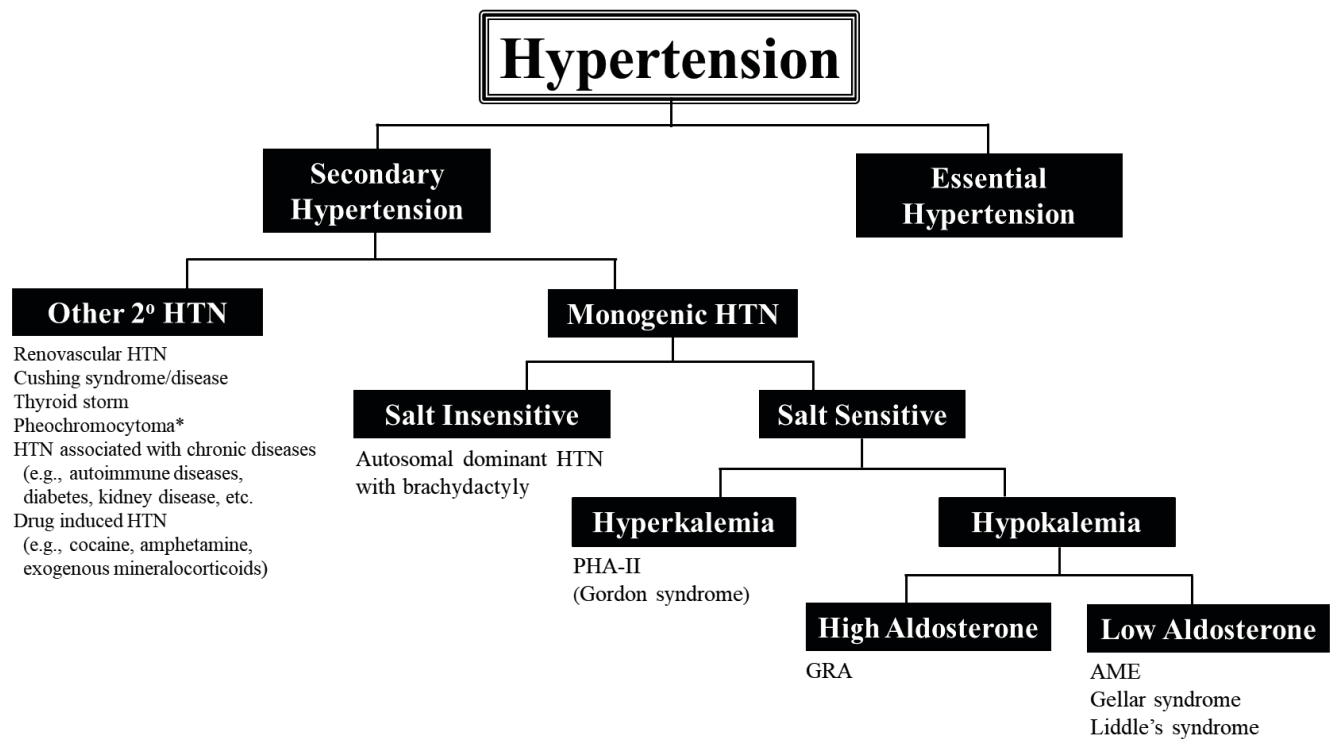 Hypertension
Secondary
Hypertension
Essential
Hypertension
Other 2º HTN
Renovascular HTN
Cushing syndrome/disease
Thyroid storm
Pheochromocytoma*
HTN associated with chronic diseases
(e.g., autoimmune diseases,
diabetes, kidney disease, etc.
Drug induced HTN
(e.g., cocaine, amphetamine,
exogenous mineralocorticoids)
Monogenic HTN
Salt Insensitive
Autosomal dominant HTN
with brachydactyly
Salt Sensitive
Hyperkalemia
PHA-II
(Gordon syndrome)
Hypokalemia
High Aldosterone
GRA
Low Aldosterone
AME
Gellar syndrome
Liddle’s syndrome